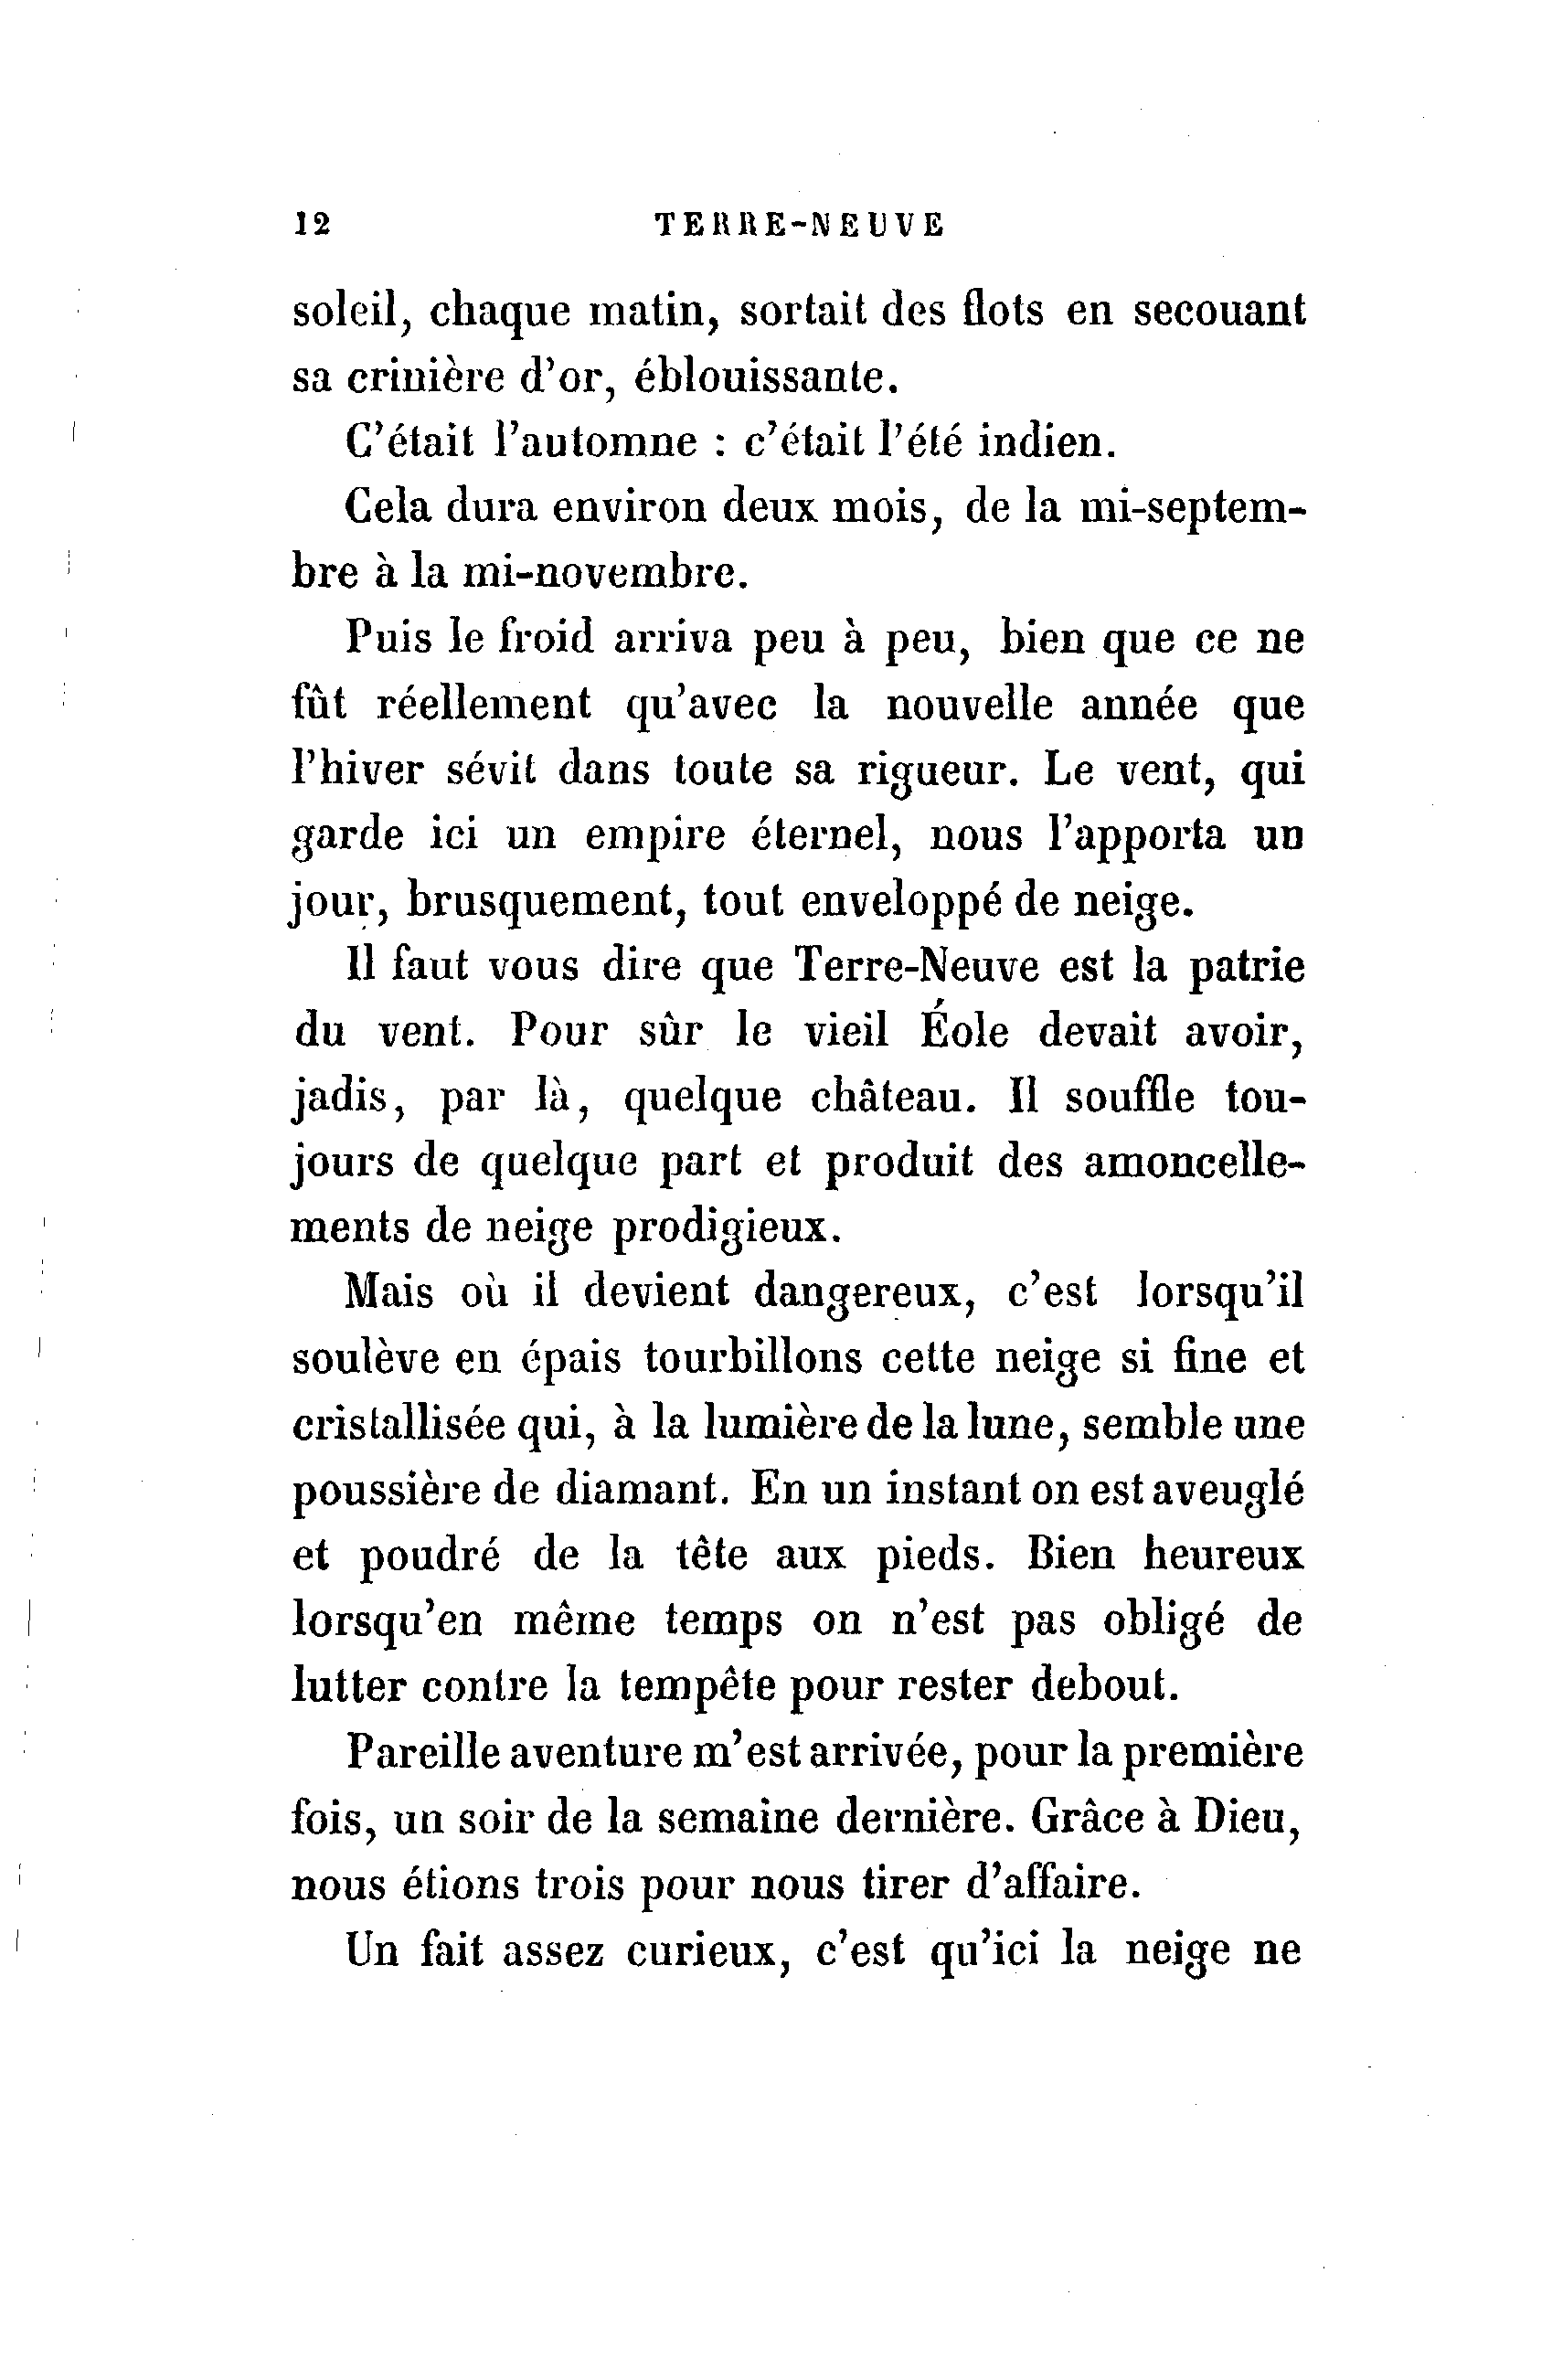 12 TERRE-NEUVE
soleil, chaque matin, sortait des flots en secouant
sa crinière d'or, éblouissante.
C'était l'automne : c'était l'été indien.
Cela dura environ deux mois, de la mi-septem-
bre à la mi-novembre.
Puis le froid arriva peu à peu, bien que ce ne
fût réellement qu'avec la nouvelle année que
l'hiver sévit dans toute sa rigueur. Le vent, qui
garde ici un empire éternel, nous l'apporta un
jour, brusquement, tout enveloppé de neige.
Il faut vous dire que Terre-Neuve est la patrie
du vent. Pour sûr le vieil Éole devait avoir,
jadis, par là, quelque château. Il souffle tou-
jours de quelque part et produit des amoncelle-
ments de neige prodigieux.
Mais où il devient dangereux, c'est lorsqu'il
soulève en épais tourbillons cette neige si fine et
cristallisée qui, à la lumière de la lune, semble une
poussière de diamant. En un instant on est aveuglé
et poudré de la tête aux pieds. Bien heureux
lorsqu'en même temps on n'est pas obligé de
lutter contre la tempête pour rester debout.
Pareille aventure m'est arrivée, pour la première
fois, un soir de la semaine dernière. Grâce à Dieu,
nous étions trois pour nous tirer d'affaire.
Un fait assez curieux, c'est qu'ici la neige ne